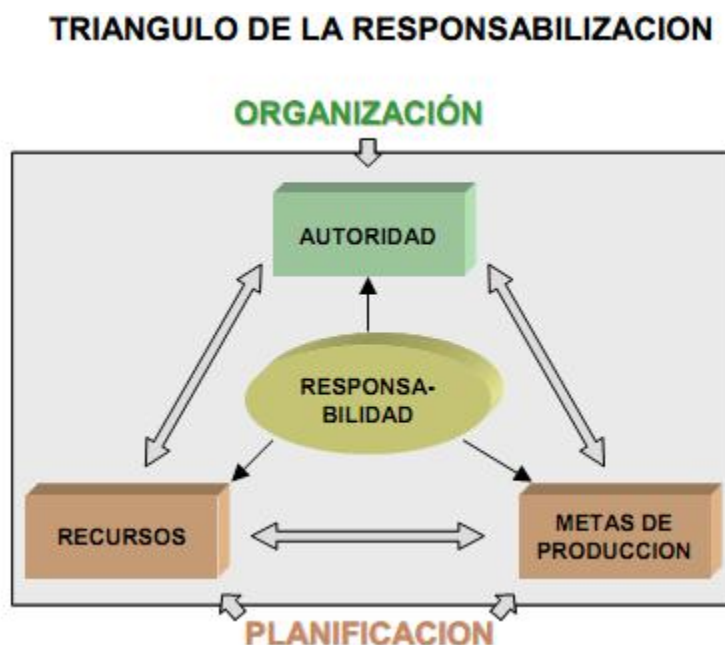 TRIANGULO DE LA RESPONSABILIZACION
ORGANIZACIÓN
AUTORIDAD
RESPONSA-
BILIDAD
RECURSOS
METAS DE
PRODUCCION
PLANIFICACION